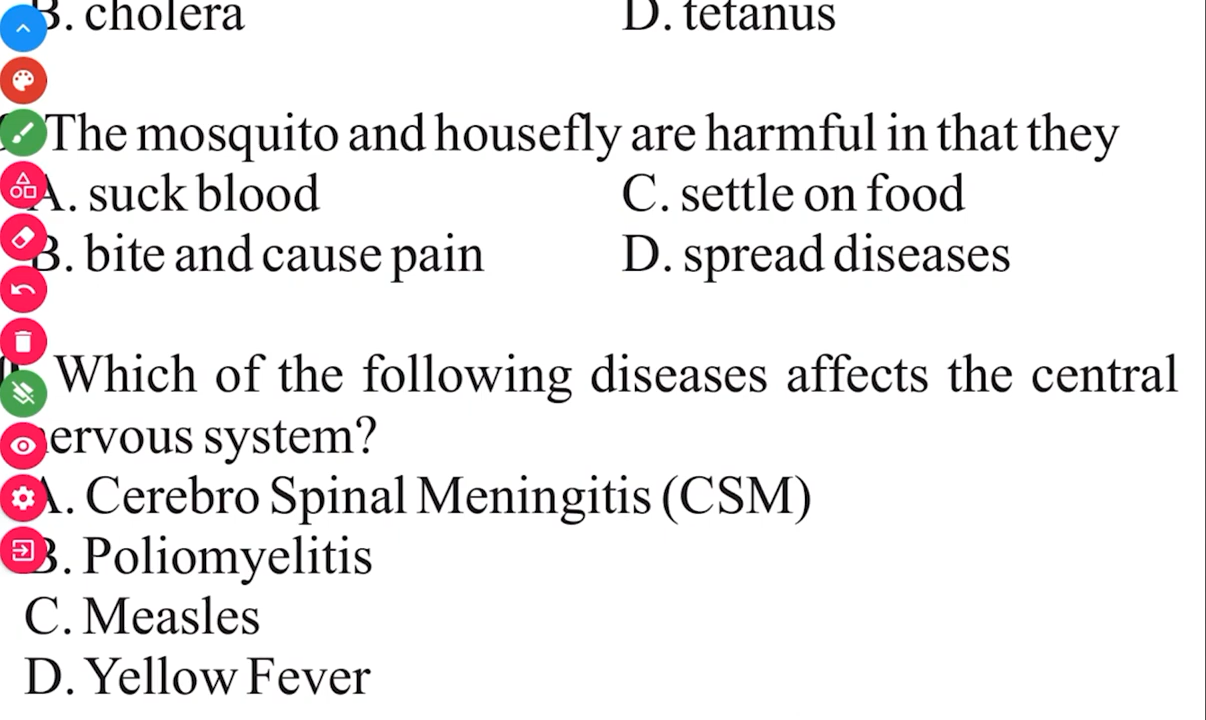 B. cholera D. tetanus
The mosquito and housefly are harmful in that they
A. suck blood C. settle on food
B. bite and cause pain D. spread diseases
Which of the following diseases affects the central
nervous system?
A. Cerebro Spinal Meningitis (CSM)
B. Poliomyelitis
C. Measles
D. Yellow Fever